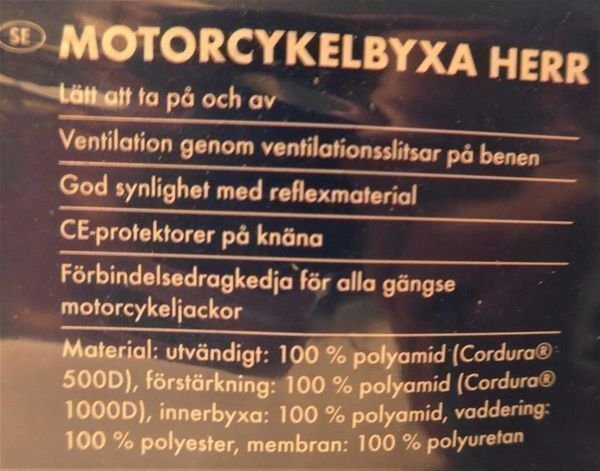 SE
MOTORCYKELBYXA HERR
Lätt att ta på och av
Ventilation genom ventilationsslitsar på benen
God synlighet med reflexmaterial
CE-protektorer på knäna
Förbindelsedragkedja för alla gängse
motorcykeljackor
Material: utvändigt: 100 % polyamid (Cordura®
500D), förstärkning: 100 % polyamid (Cordura®
1000D), innerbyxa: 100 % polyamid, vaddering:
100 % polyester, membran: 100 % polyuretan